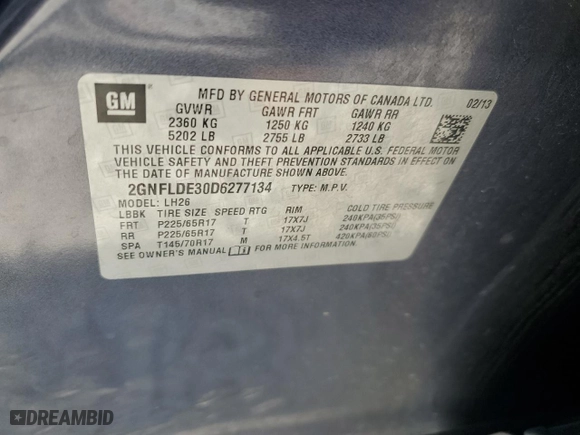 GM
MFD BY GENERAL MOTORS OF CANADA LTD. 02/13
GVWR GAWR FRT GAWR RR
2360 KG 1250 KG 1240 KG
5202 LB 2755 LB 2733 LB
THIS VEHICLE CONFORMS TO ALL APPLICABLE U.S. FEDERAL MOTOR
VEHICLE SAFETY AND THEFT PREVENTION STANDARDS IN EFFECT ON
THE DATE OF MANUFACTURE SHOWN ABOVE.
2GNFLDE30D6277134 TYPE: M.P.V.
MODEL: LH26
LBBK TIRE SIZE SPEED RTG RIM COLD TIRE PRESSURE
FRT P225/65R17 T 17X7J 240KPA(35PSI)
RR P225/65R17 T 17X7J 240KPA(35PSI)
SPA T145/70R17 M 17X4.5T 420KPA(60PSI)
SEE OWNER'S MANUAL FOR MORE INFORMATION.
DREAMBID